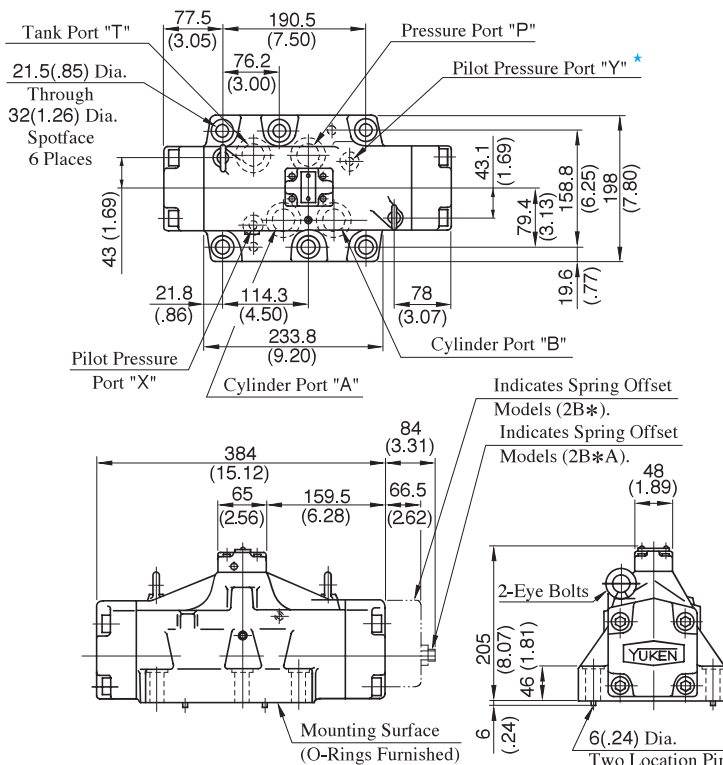 77.5
(3.05)
190.5
(7.50)
Tank Port "T"
Pressure Port "P"
76.2
(3.00)
Pilot Pressure Port "Y" ★
21.5(.85) Dia.
Through
32(1.26) Dia.
Spotface
6 Places
43.1
(1.69)
79.4
(3.13)
158.8
(6.25)
198
(7.80)
43 (1.69)
19.6
(.77)
21.8
(.86)
114.3
(4.50)
78
(3.07)
233.8
(9.20)
Pilot Pressure
Port "X"
Cylinder Port "A"
Cylinder Port "B"
Indicates Spring Offset
Models (2B*).
Indicates Spring Offset
Models (2B*A).
84
(3.31)
384
(15.12)
65
(2.56)
159.5
(6.28)
66.5
(2.62)
48
(1.89)
2-Eye Bolts
YUKEN
205
(8.07)
46 (1.81)
6
(.24)
Mounting Surface
(O-Rings Furnished)
6(.24) Dia.
Two Location Pin